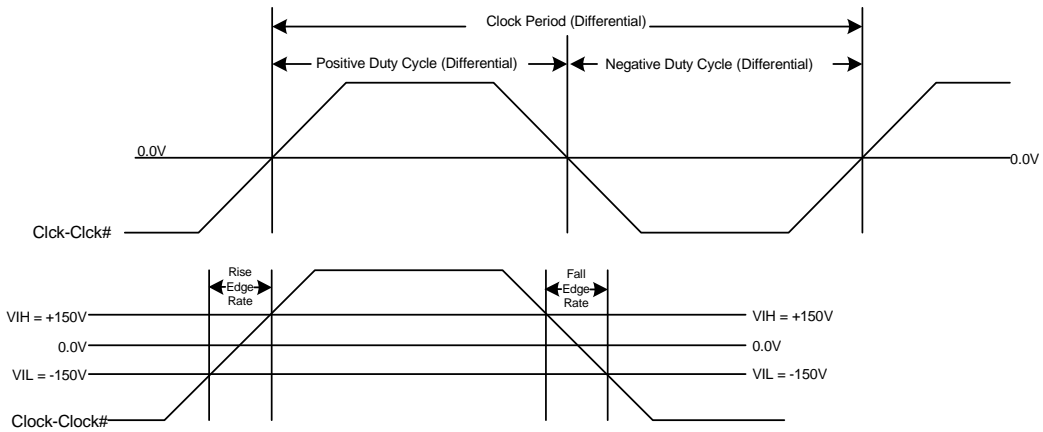 Clock Period (Differential)
Positive Duty Cycle (Differential)
Negative Duty Cycle (Differential)
0.0V
0.0V
Clck-Clck#
Rise
Edge
Rate
Fall
Edge
Rate
VIH = +150V
VIH = +150V
0.0V
0.0V
VIL = -150V
VIL = -150V
Clock-Clock#